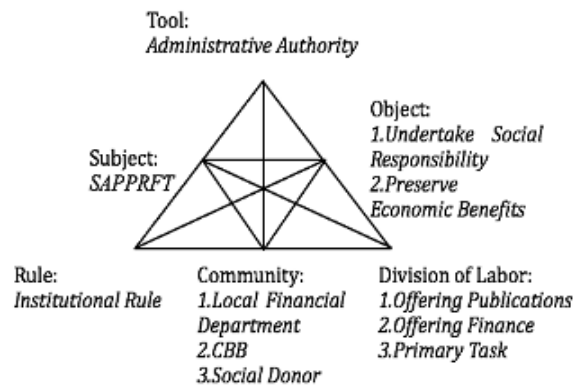 Tool:
Administrative Authority
Subject:
SAPPRFT
Object:
1.Undertake Social
Responsibility
2.Preserve
Economic Benefits
Rule:
Institutional Rule
Community:
1.Local Financial
Department
2.CBB
3.Social Donor
Division of Labor:
1.Offering Publications
2.Offering Finance
3.Primary Task